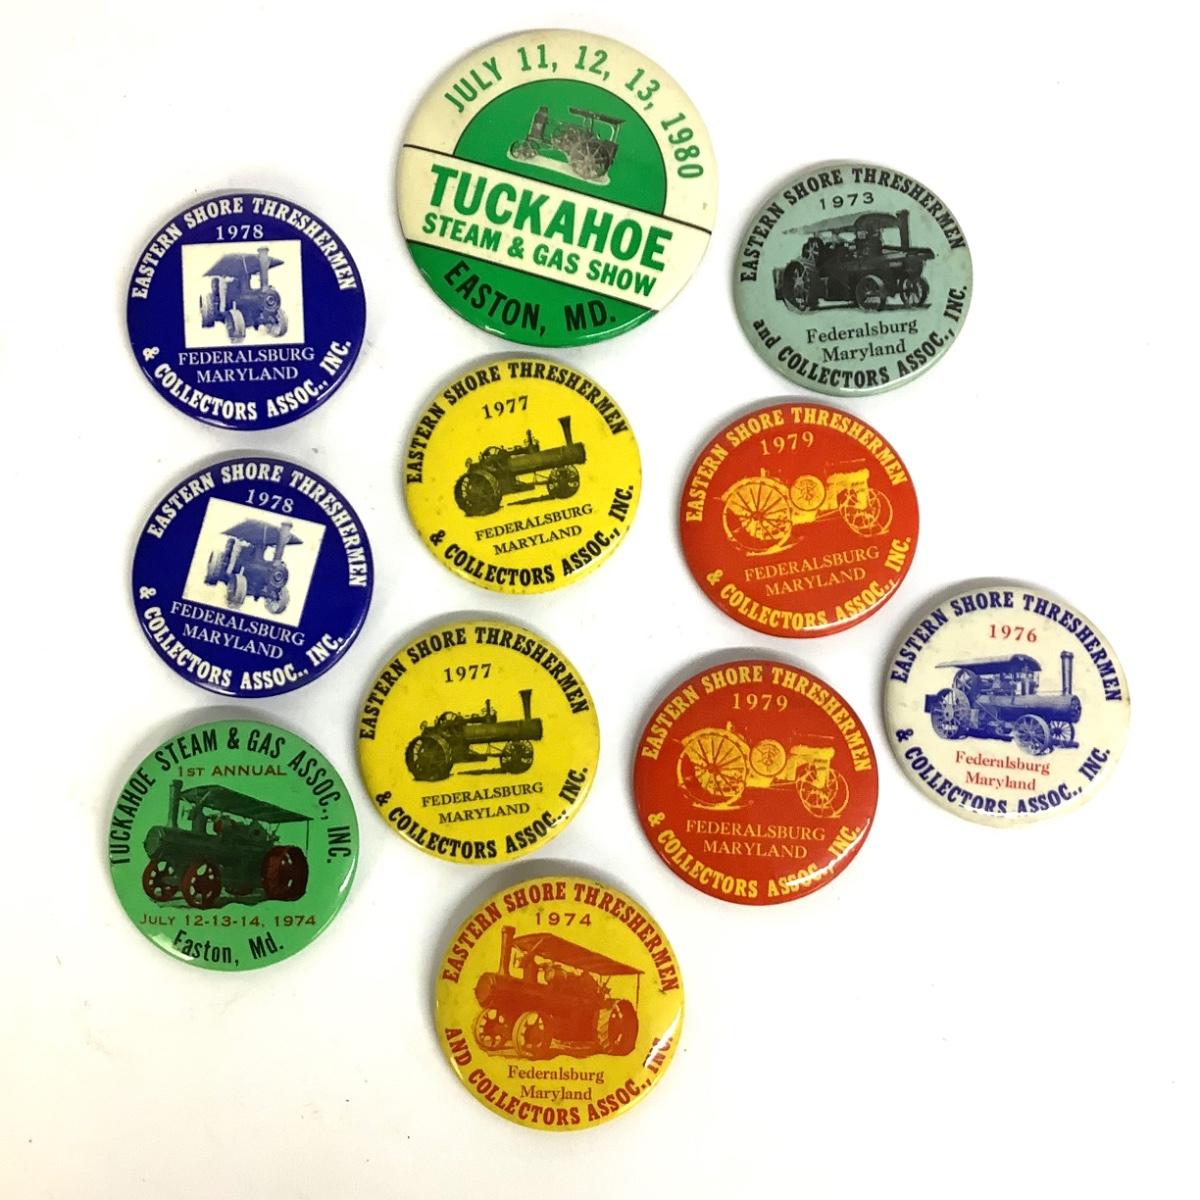 JULY 11, 12, 13, 1980
TUCKAHOE
STEAM & GAS SHOW
EASTON, MD.
EASTERN SHORE THRESHERMEN
1973
Federalsburg
Maryland
and COLLECTORS ASSOC., INC.
EASTERN SHORE THRESHERMEN
1978
FEDERALSBURG
MARYLAND
& COLLECTORS ASSOC., INC.
EASTERN SHORE THRESHERMEN
1977
FEDERALSBURG
MARYLAND
& COLLECTORS ASSOC., INC.
EASTERN SHORE THRESHERMEN
1979
FEDERALSBURG
MARYLAND
& COLLECTORS ASSOC., INC.
EASTERN SHORE THRESHERMEN
1978
FEDERALSBURG
MARYLAND
& COLLECTORS ASSOC., INC.
EASTERN SHORE THRESHERMEN
1976
Federalsburg
Maryland
& COLLECTORS ASSOC., INC.
EASTERN SHORE THRESHERMEN
1977
FEDERALSBURG
MARYLAND
& COLLECTORS ASSOC., INC.
EASTERN SHORE THRESHERMEN
1979
FEDERALSBURG
MARYLAND
& COLLECTORS ASSOC., INC.
TUCKAHOE STEAM & GAS ASSOC., INC.
1ST ANNUAL
JULY 12-13-14, 1974
Easton, Md.
EASTERN SHORE THRESHERMEN
1974
Federalsburg
Maryland
AND COLLECTORS ASSOC., INC.